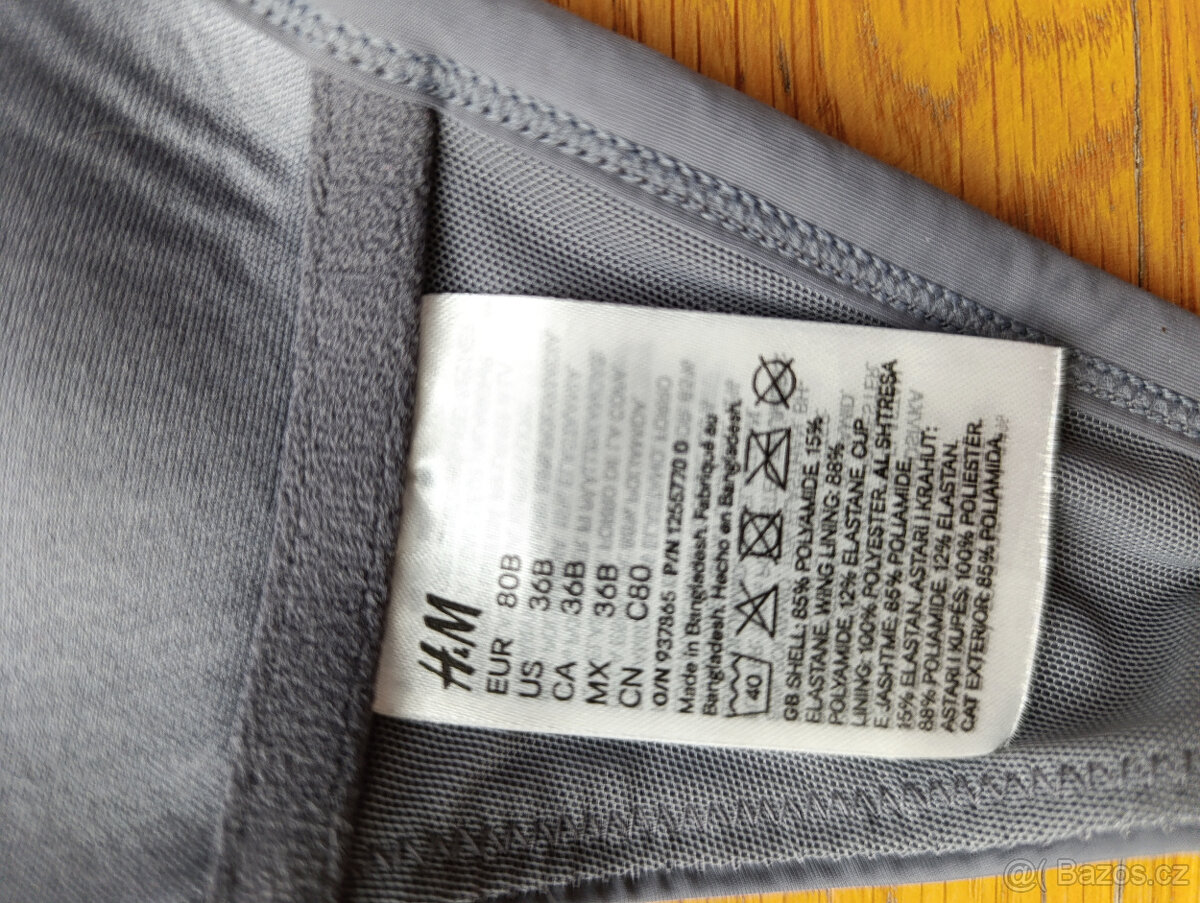 H&M
EUR 80B
US 36B
CA 36B
MX 36B
CN C80
O/N 937865 P/N 1255770 0
Made in Bangladesh. Fabriqué au
Bangladesh. Hecho en Bangladesh.
40
GB SHELL: 85% POLYAMIDE, 15%
ELASTANE. WING LINING: 88%
POLYAMIDE, 12% ELASTANE. CUP
LINING: 100% POLYESTER. AL SHTRESA
E JASHTME: 85% POLIAMIDE,
15% ELASTAN. ASTARI I KRAHUT:
88% POLIAMIDE, 12% ELASTAN.
ASTARI I KUPËS: 100% POLIESTËR.
CAT EXTERIOR: 85% POLIAMIDA,
@( Bazos.cz